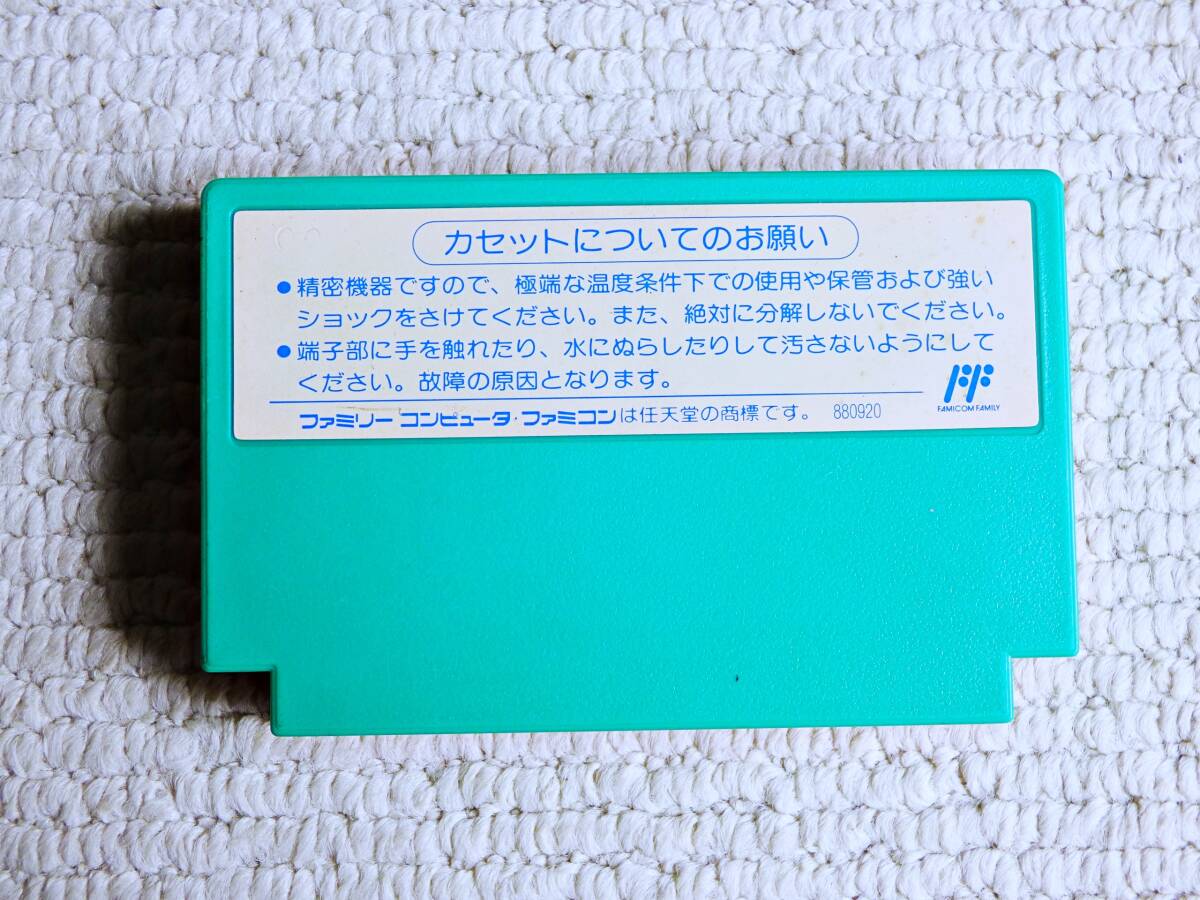 カセットについてのお願い
●精密機器ですので、極端な温度条件下での使用や保管および強い
ショックをさけてください。また、絶対に分解しないでください。
●端子部に手を触れたり、水にぬらしたりして汚さないようにして
ください。故障の原因となります。
FAMICOM FAMILY
ファミリーコンピュータ・ファミコンは任天堂の商標です。 880920